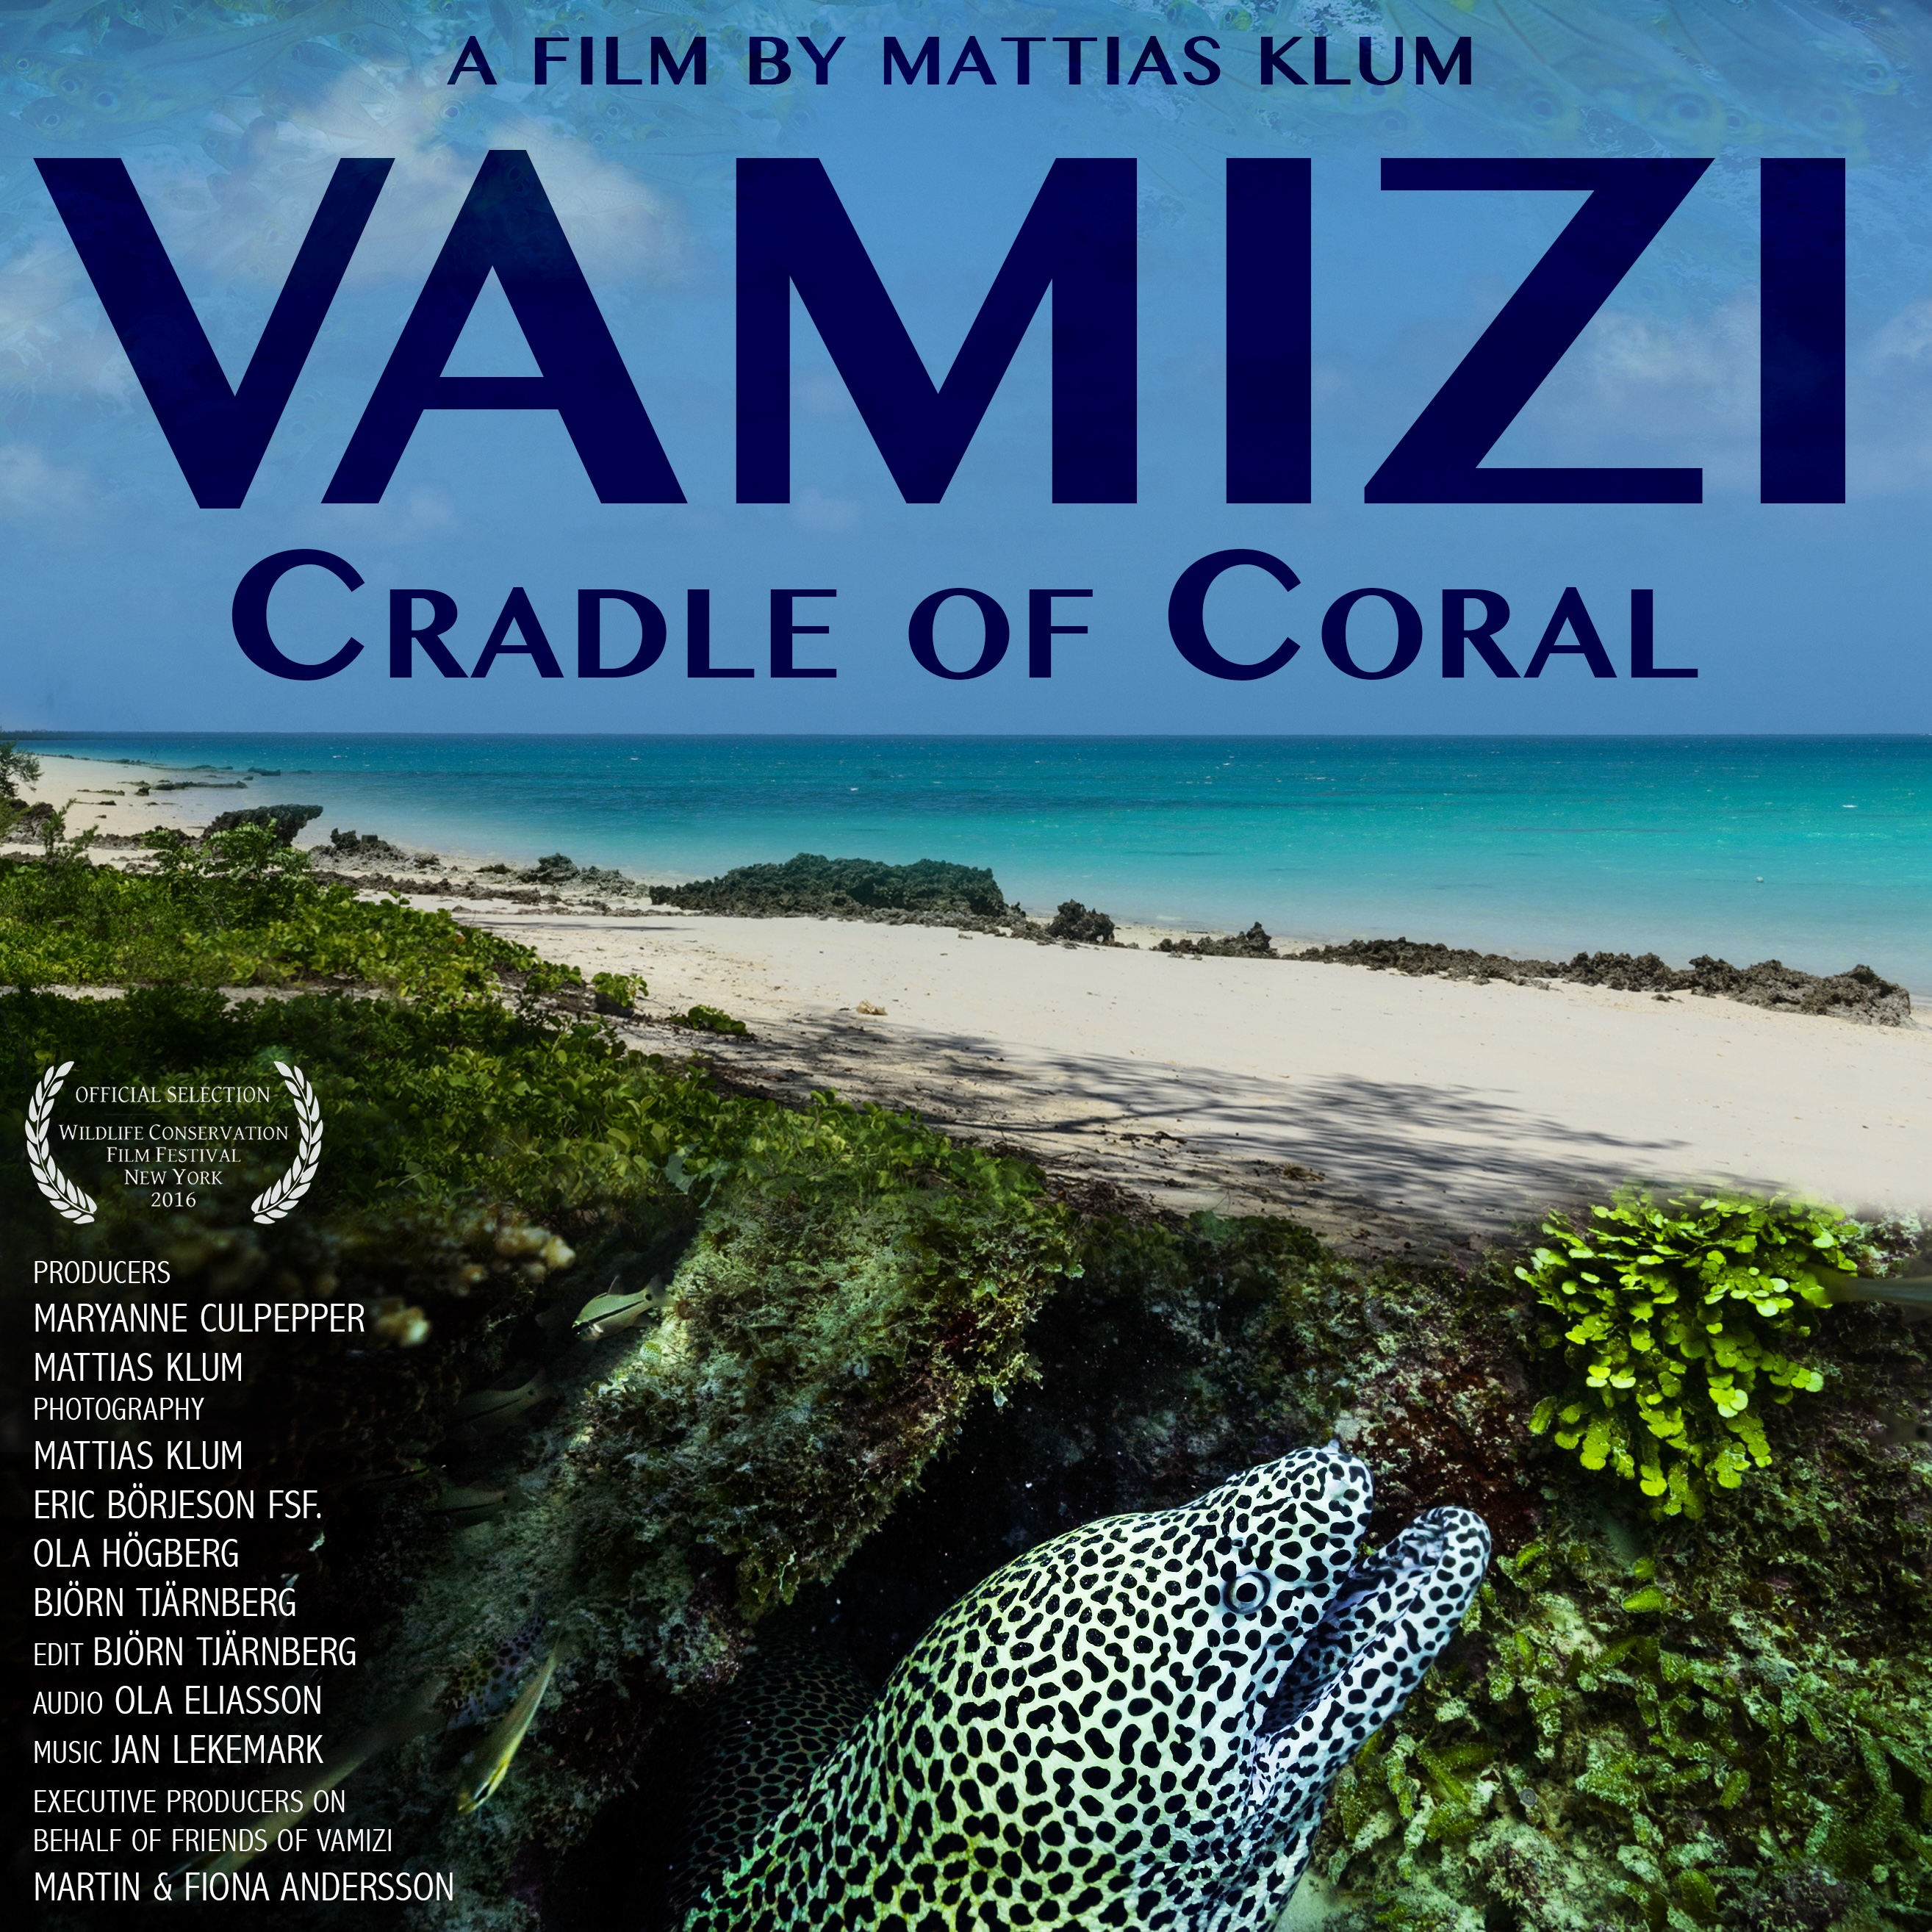 A FILM BY MATTIAS KLUM
VAMIZI
CRADLE OF CORAL
OFFICIAL SELECTION
WILDLIFE CONSERVATION
FILM FESTIVAL
NEW YORK
2016
PRODUCERS
MARYANNE CULPEPPER
MATTIAS KLUM
PHOTOGRAPHY
MATTIAS KLUM
ERIC BÖRJESON FSF.
OLA HÖGBERG
BJÖRN TJÄRNBERG
EDIT BJÖRN TJÄRNBERG
AUDIO OLA ELIASSON
MUSIC JAN LEKEMARK
EXECUTIVE PRODUCERS ON
BEHALF OF FRIENDS OF VAMIZI
MARTIN & FIONA ANDERSSON